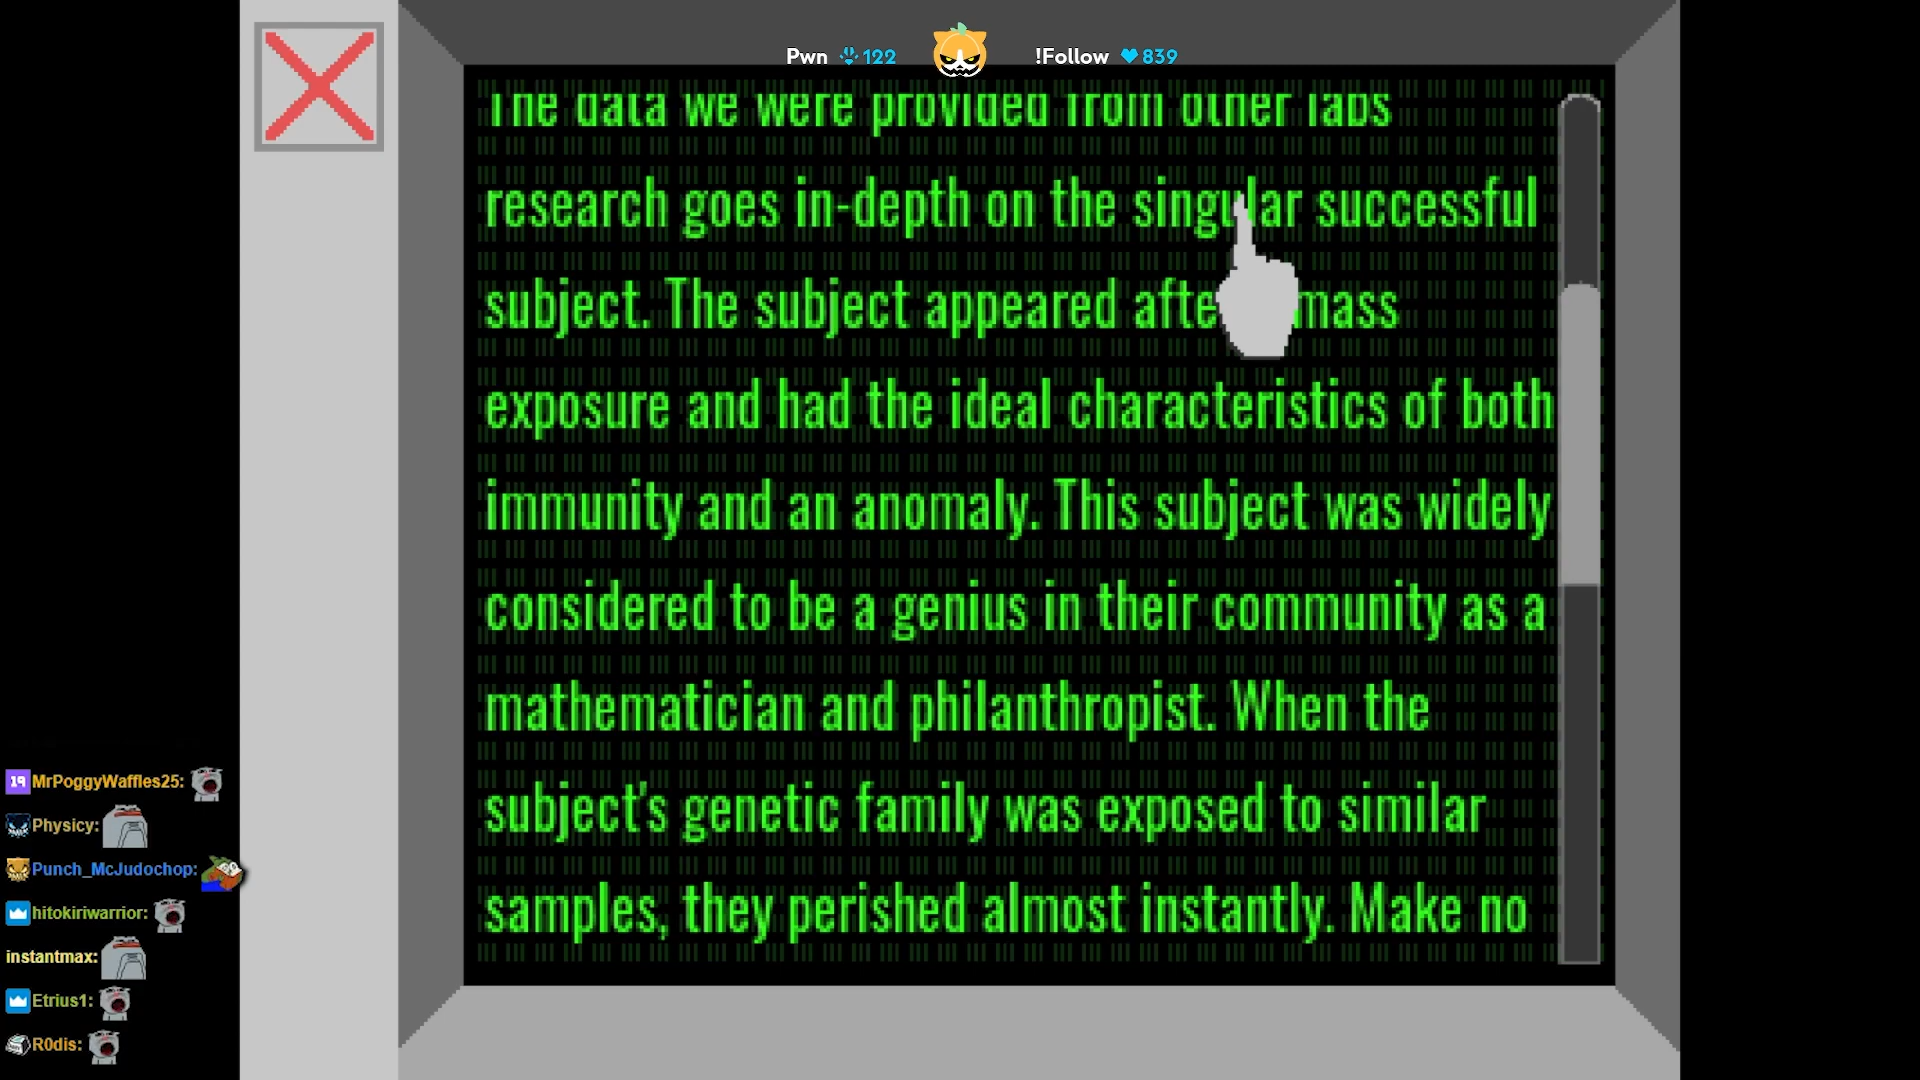 Pwn 122 !Follow 839
The data we were provided from other labs
research goes in-depth on the singular successful
subject. The subject appeared afte mass
exposure and had the ideal characteristics of both
immunity and an anomaly. This subject was widely
considered to be a genius in their community as a
mathematician and philanthropist. When the
subject's genetic family was exposed to similar
samples, they perished almost instantly. Make no
19 MrPoggyWaffles25:
Physicy:
Punch_McJudochop:
hitokiriwarrior:
instantmax:
Etrius1:
R0dis: